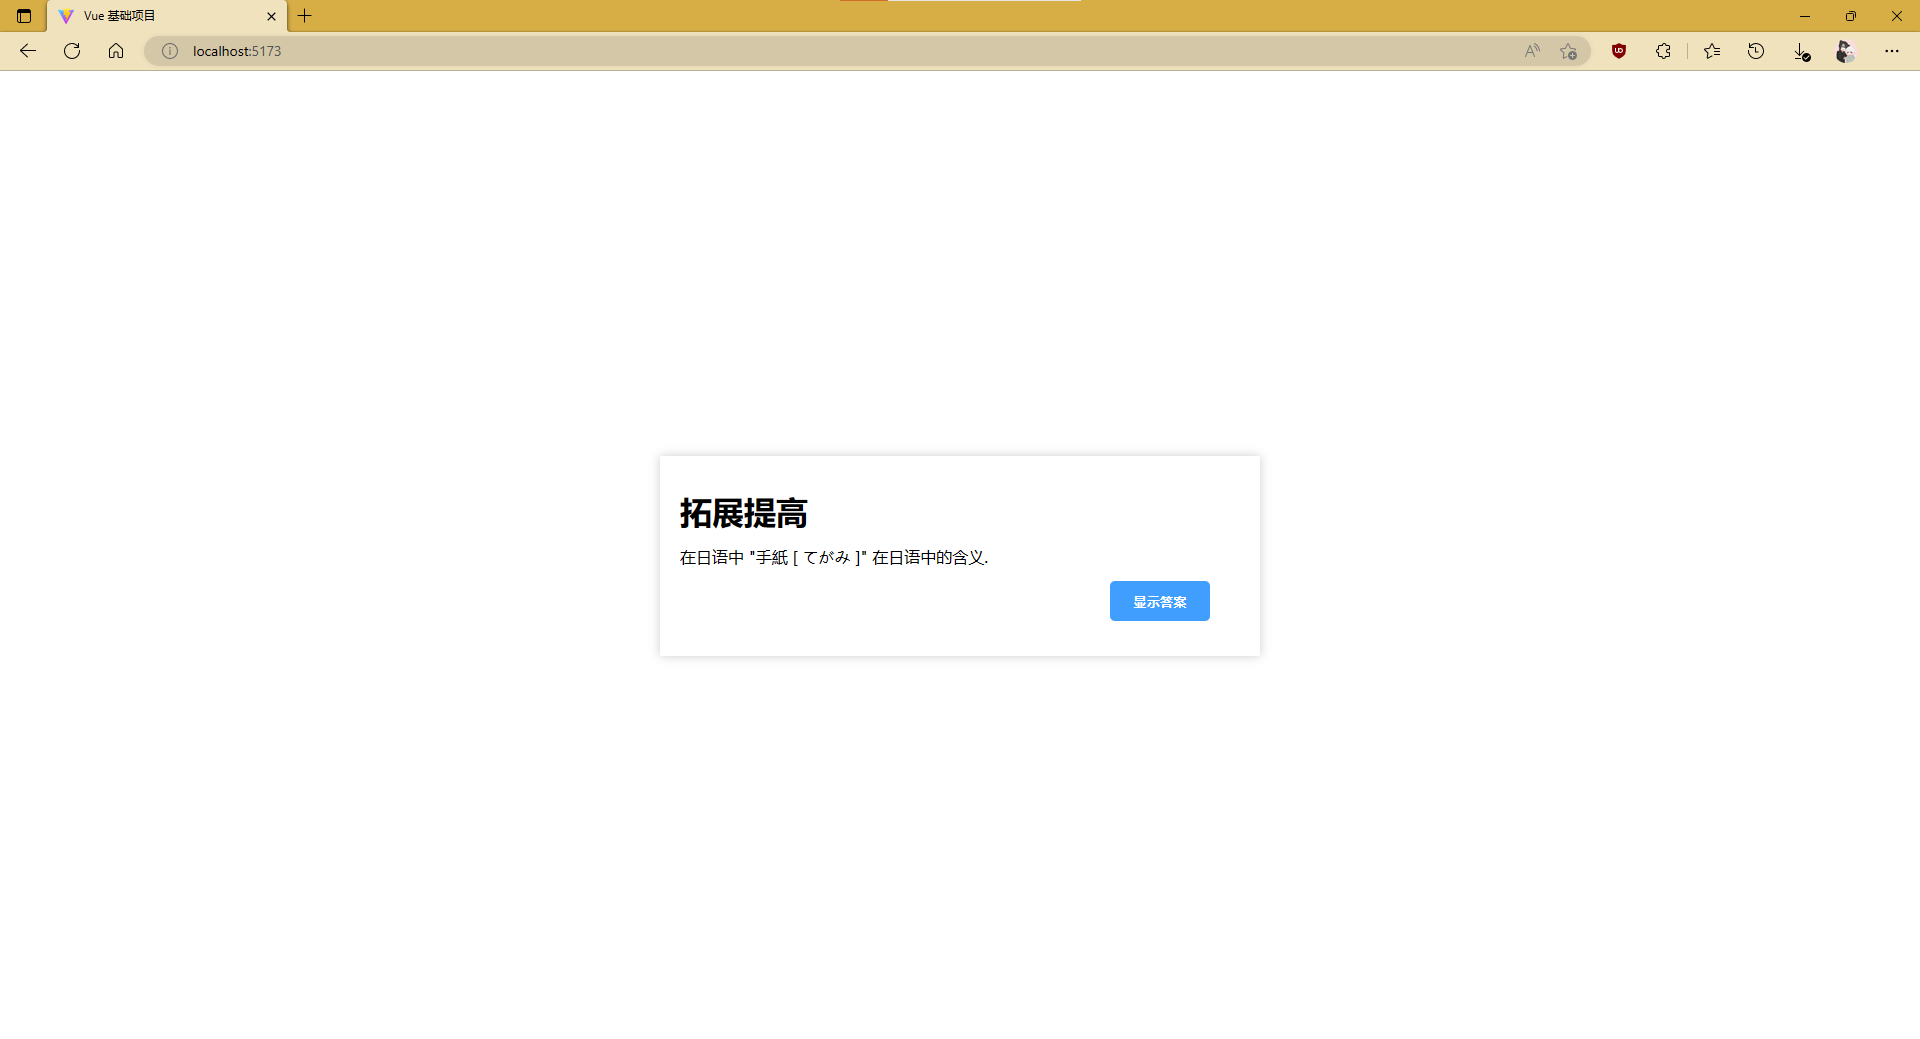 Vue 基础项目
localhost:5173
拓展提高
在日语中 "手紙 [ てがみ ]" 在日语中的含义.
显示答案